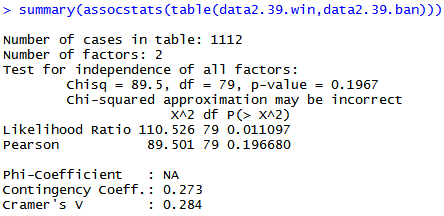 > summary(assocstats(table(data2.39.win,data2.39.ban)))
Number of cases in table: 1112
Number of factors: 2
Test for independence of all factors:
Chisq = 89.5, df = 79, p-value = 0.1967
Chi-squared approximation may be incorrect
X^2 df P(> X^2)
Likelihood Ratio 110.526 79 0.011097
Pearson 89.501 79 0.196680
Phi-Coefficient : NA
Contingency Coeff.: 0.273
Cramer's V : 0.284